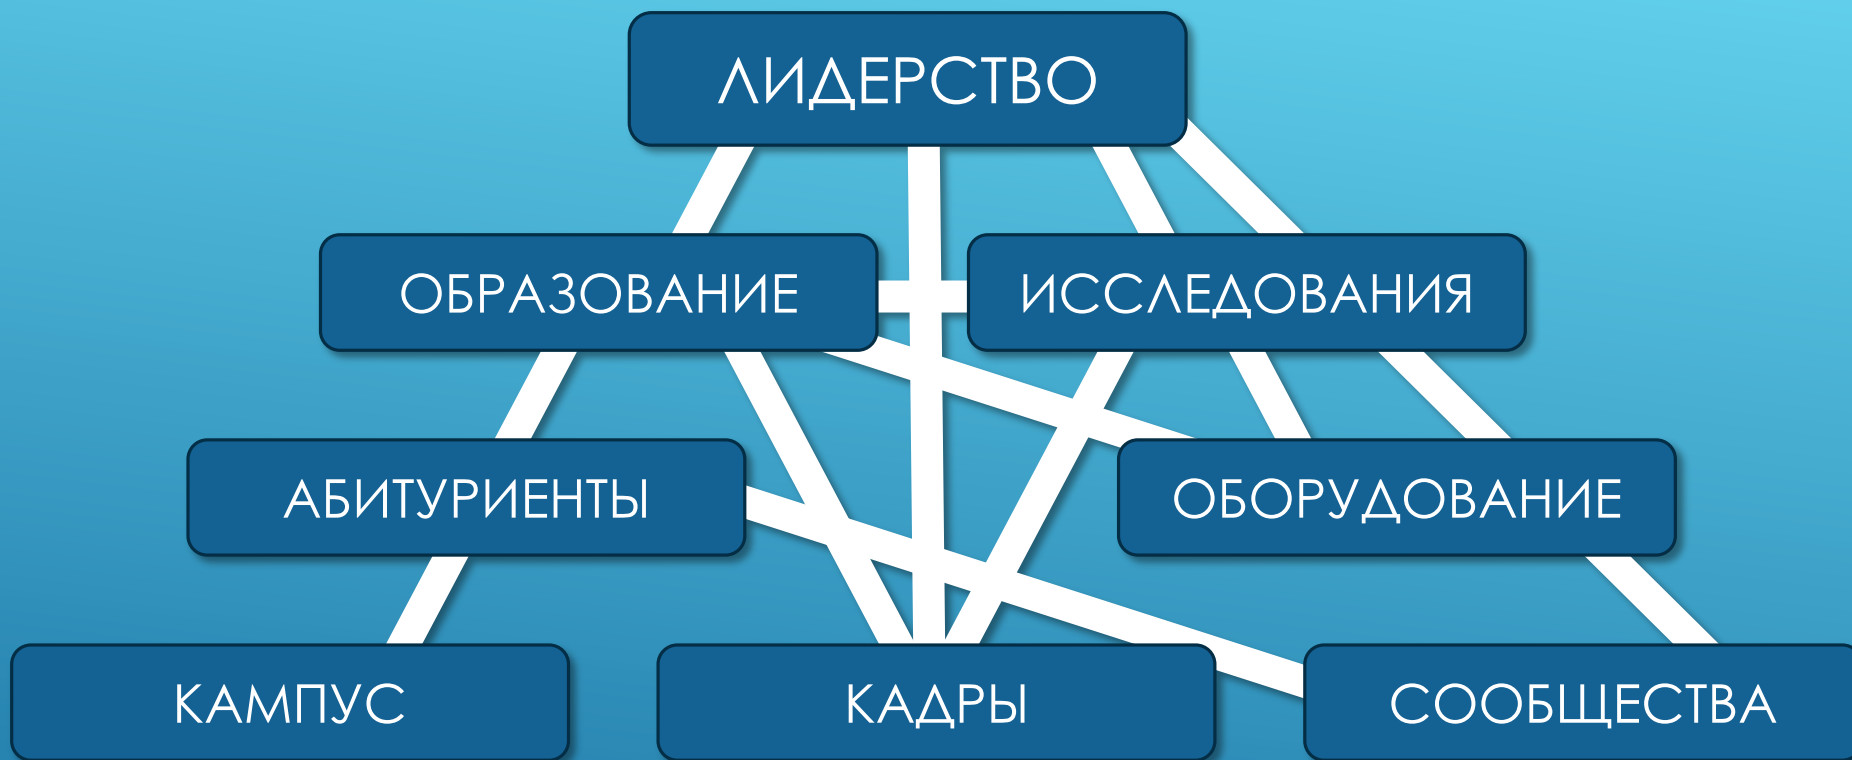 ЛИДЕРСТВО
ОБРАЗОВАНИЕ
ИССЛЕДОВАНИЯ
АБИТУРИЕНТЫ
ОБОРУДОВАНИЕ
КАМПУС
КАДРЫ
СООБЩЕСТВА